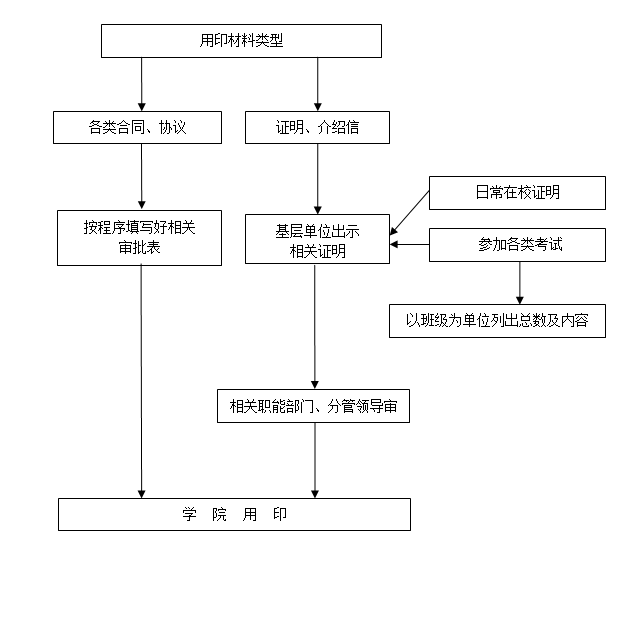 用印材料类型
各类合同、协议
证明、介绍信
日常在校证明
按程序填写好相关
审批表
基层单位出示
相关证明
参加各类考试
以班级为单位列出总数及内容
相关职能部门、分管领导审
学 院 用 印